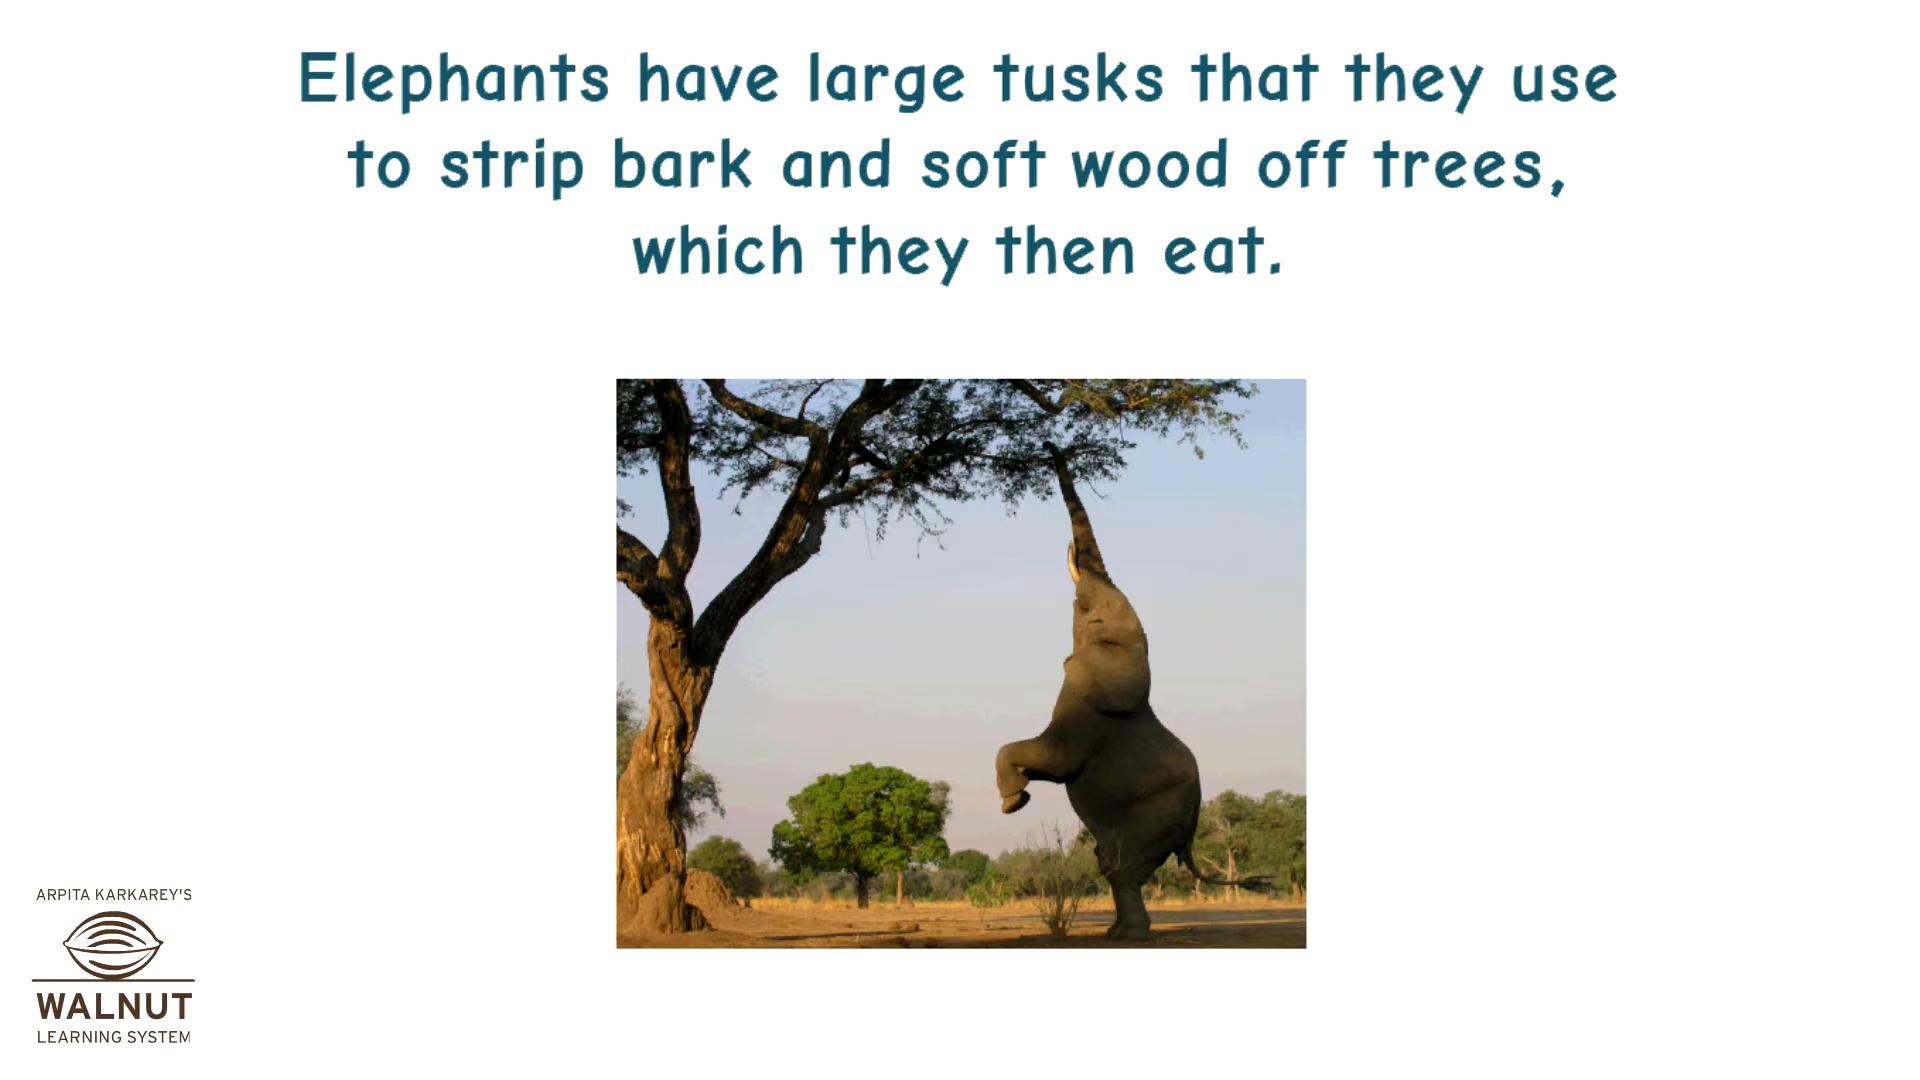 Elephants have large tusks that they use
to strip bark and soft wood off trees,
which they then eat.
ARPITA KARKAREY'S
WALNUT
LEARNING SYSTEM